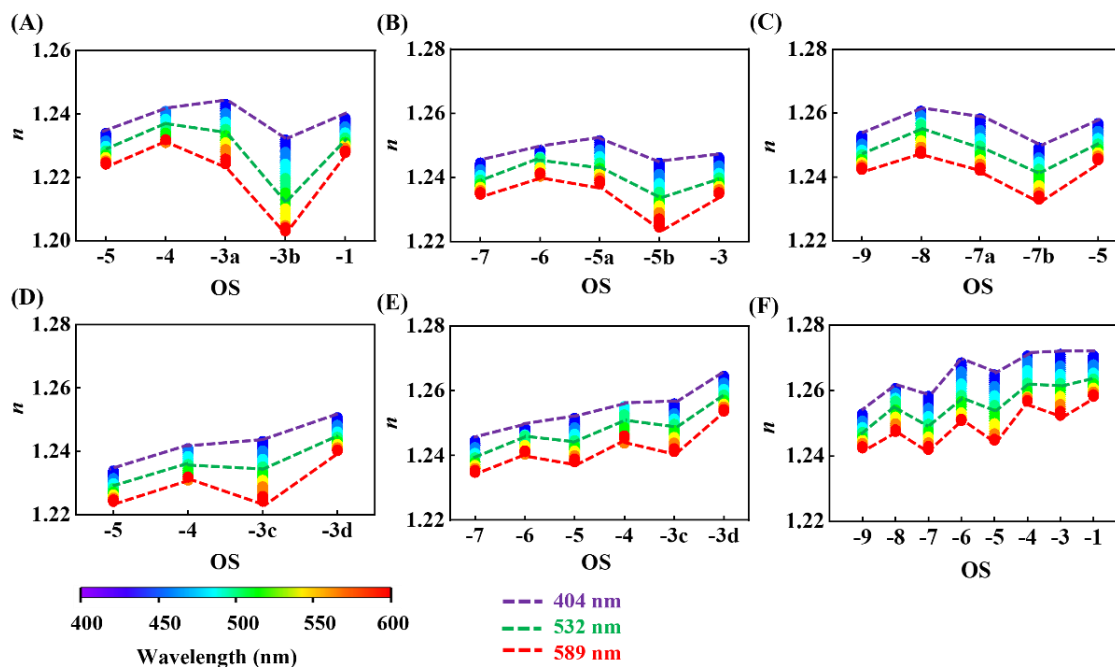 (A)
1.26
1.24
1.22
1.20
n
-5 -4 -3a -3b -1
OS
(B)
1.28
1.26
1.24
1.22
n
-7 -6 -5a -5b -3
OS
(C)
1.28
1.26
1.24
1.22
n
-9 -8 -7a -7b -5
OS
(D)
1.28
1.26
1.24
1.22
n
-5 -4 -3c -3d
OS
(E)
1.28
1.26
1.24
1.22
n
-7 -6 -5 -4 -3c -3d
OS
(F)
1.28
1.26
1.24
1.22
n
-9 -8 -7 -6 -5 -4 -3 -1
OS
400 450 500 550 600
Wavelength (nm)
404 nm
532 nm
589 nm